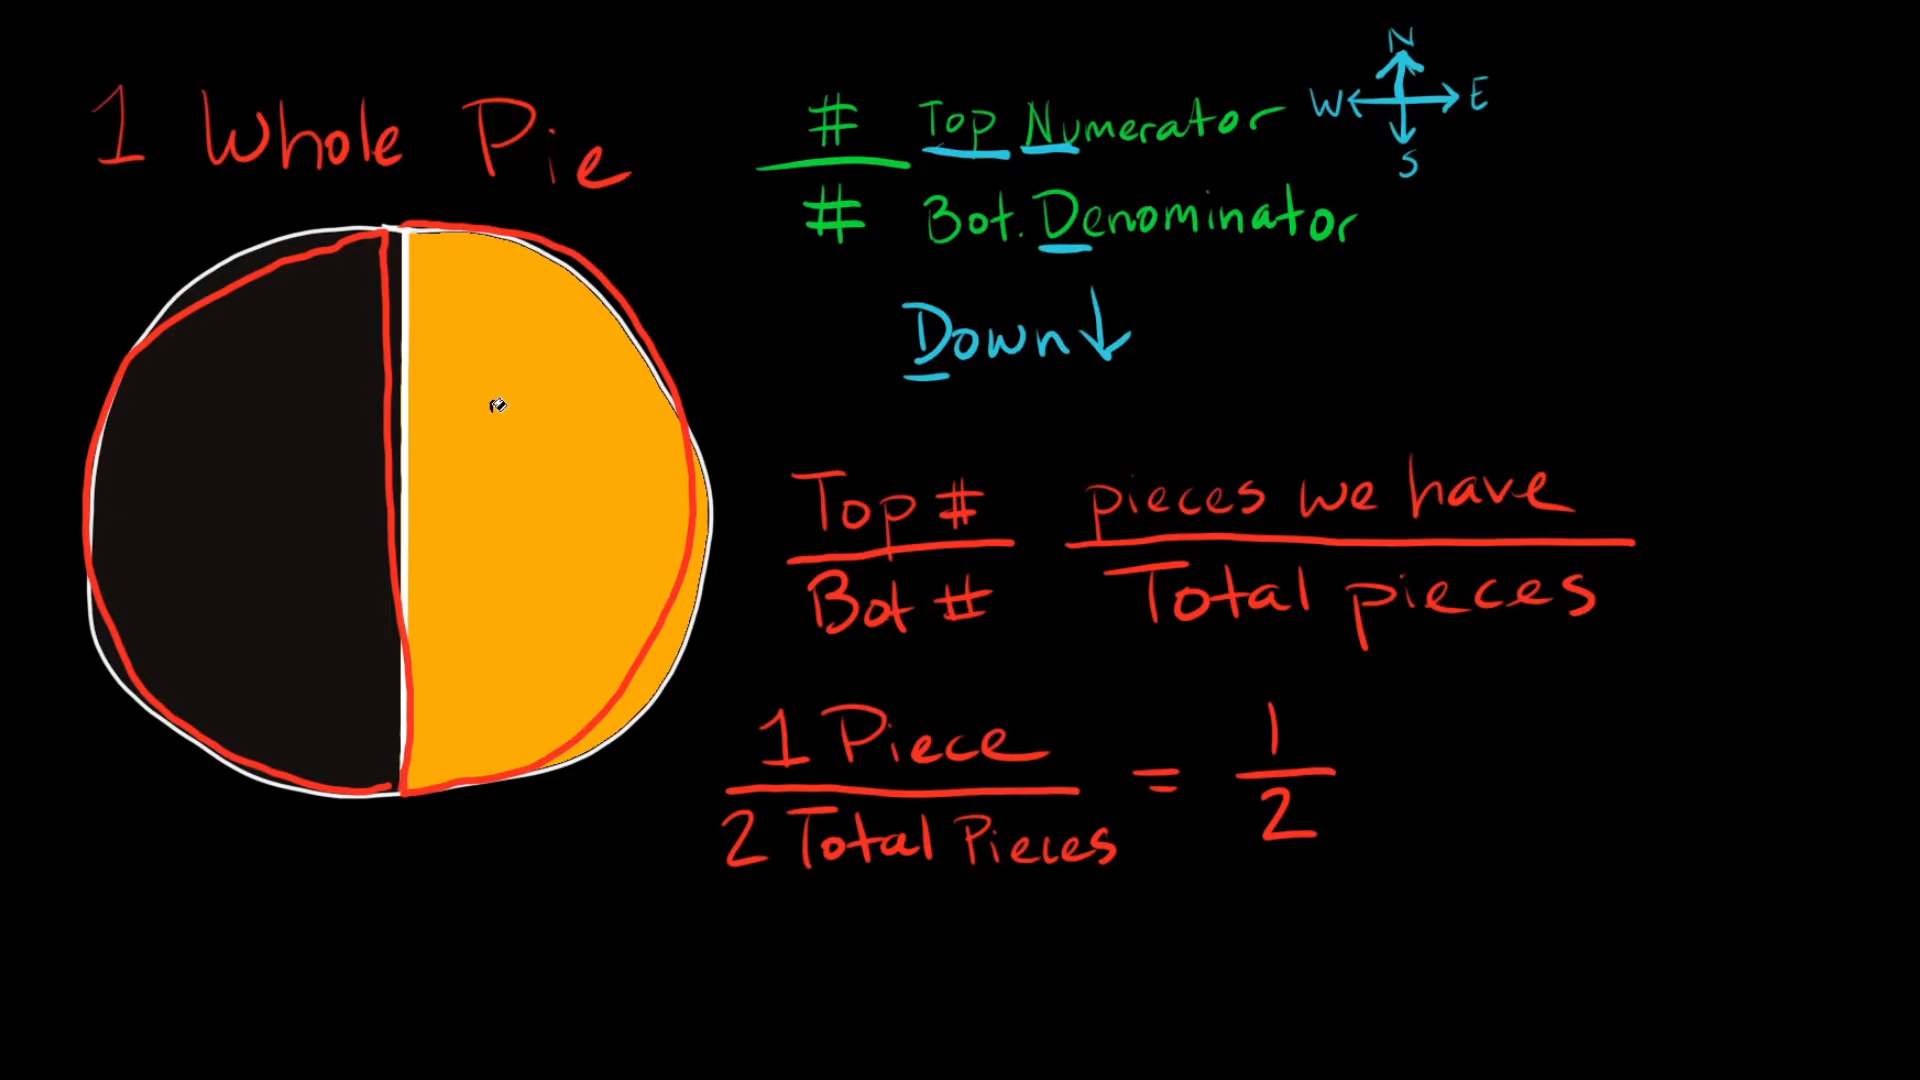 1 Whole Pie
# Top Numerator
# Bot. Denominator
N
W E
S
Down↓
Top # pieces we have
Bot # Total pieces
1 Piece = 1
2 Total Pieces 2